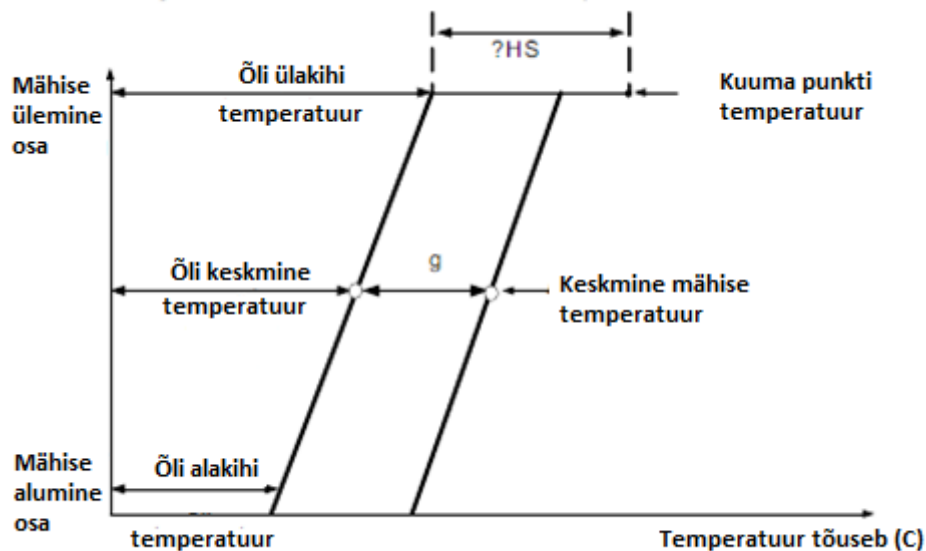 ?HS
Mähise
ülemine
osa
Õli ülakihi
temperatuur
Kuuma punkti
temperatuur
Õli keskmine
temperatuur
g
Keskmine mähise
temperatuur
Mähise
alumine
osa
Õli alakihi
temperatuur
Temperatuur tõuseb (C)